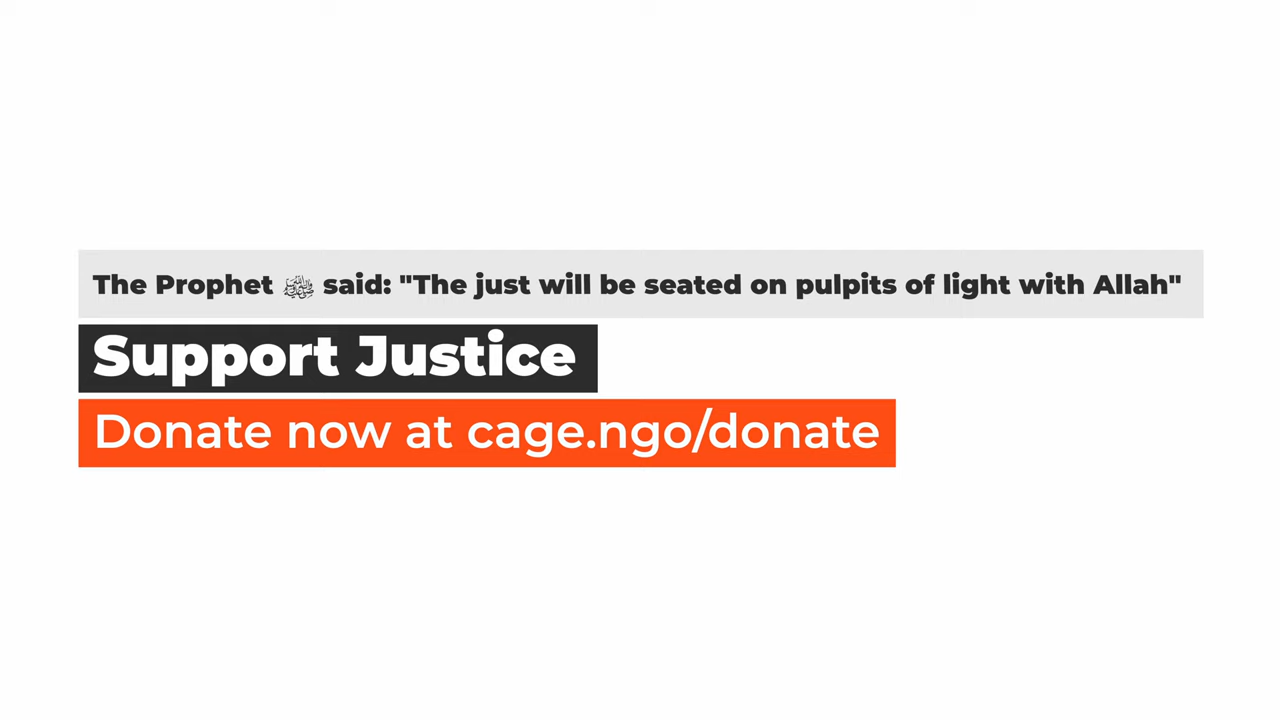 The Prophet ﷺ said: "The just will be seated on pulpits of light with Allah"
Support Justice
Donate now at cage.ngo/donate